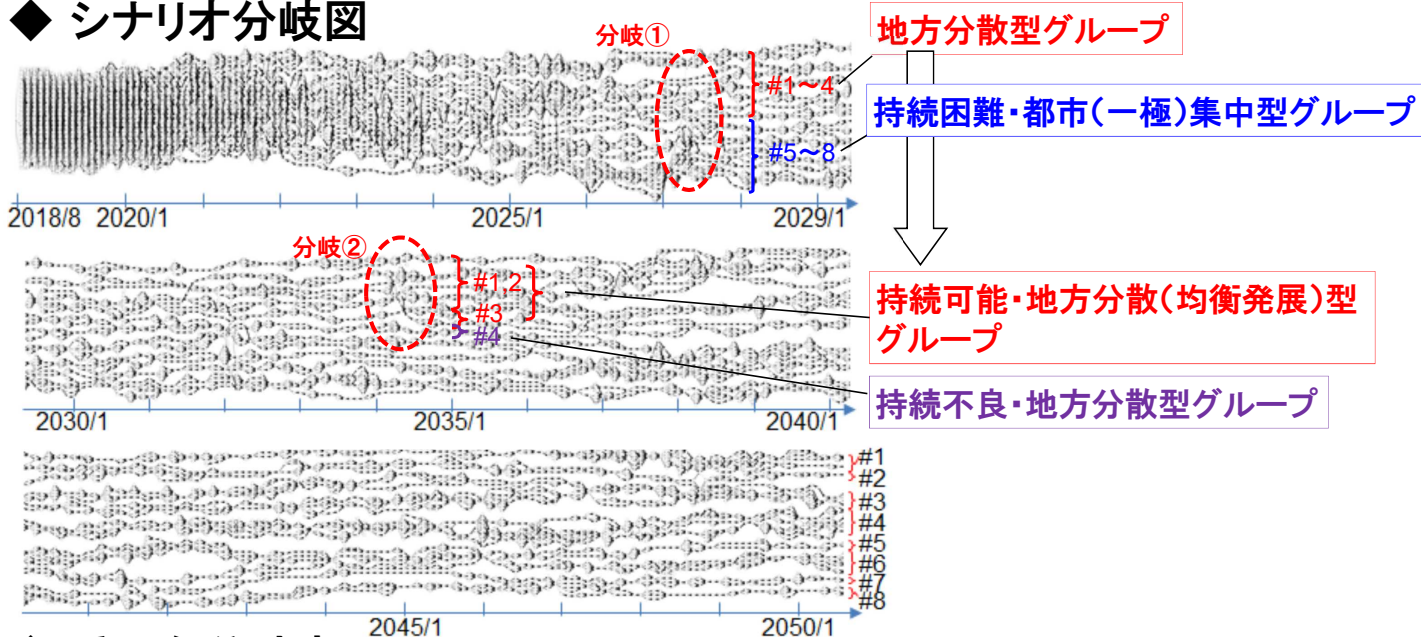 ◆ シナリオ分岐図
分岐①
地方分散型グループ
#1～4
持続困難・都市（一極）集中型グループ
#5～8
2018/8 2020/1 2025/1 2029/1
分岐②
#1,2
#3
#4
持続可能・地方分散（均衡発展）型
グループ
持続不良・地方分散型グループ
2030/1 2035/1 2040/1
#1
#2
#3
#4
#5
#6
#7
#8
2045/1 2050/1